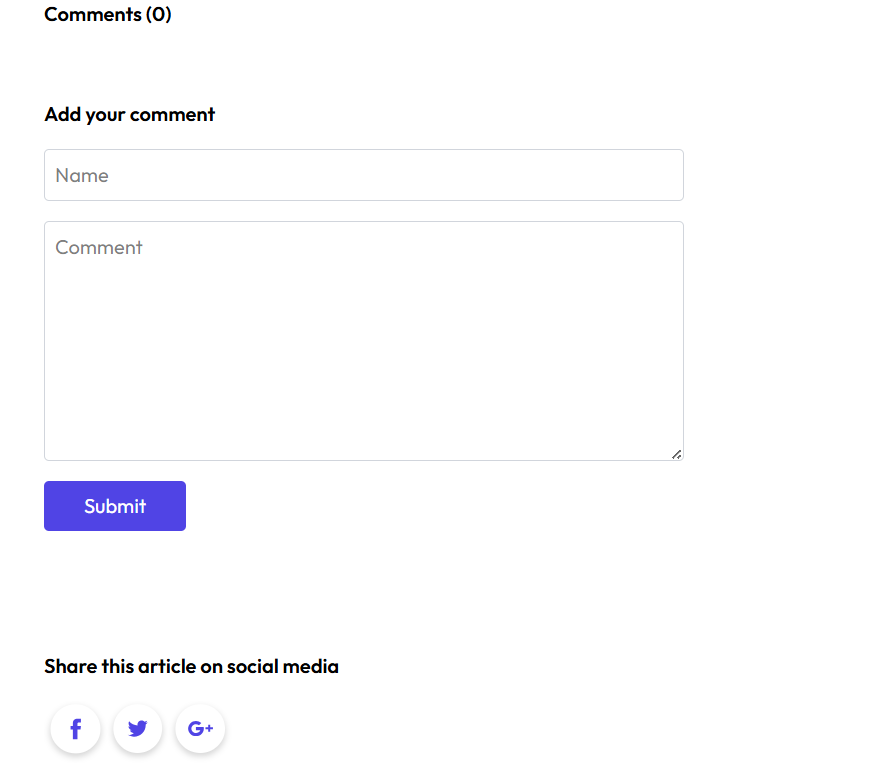 Comments (0)
Add your comment
Name
Comment
Submit
Share this article on social media